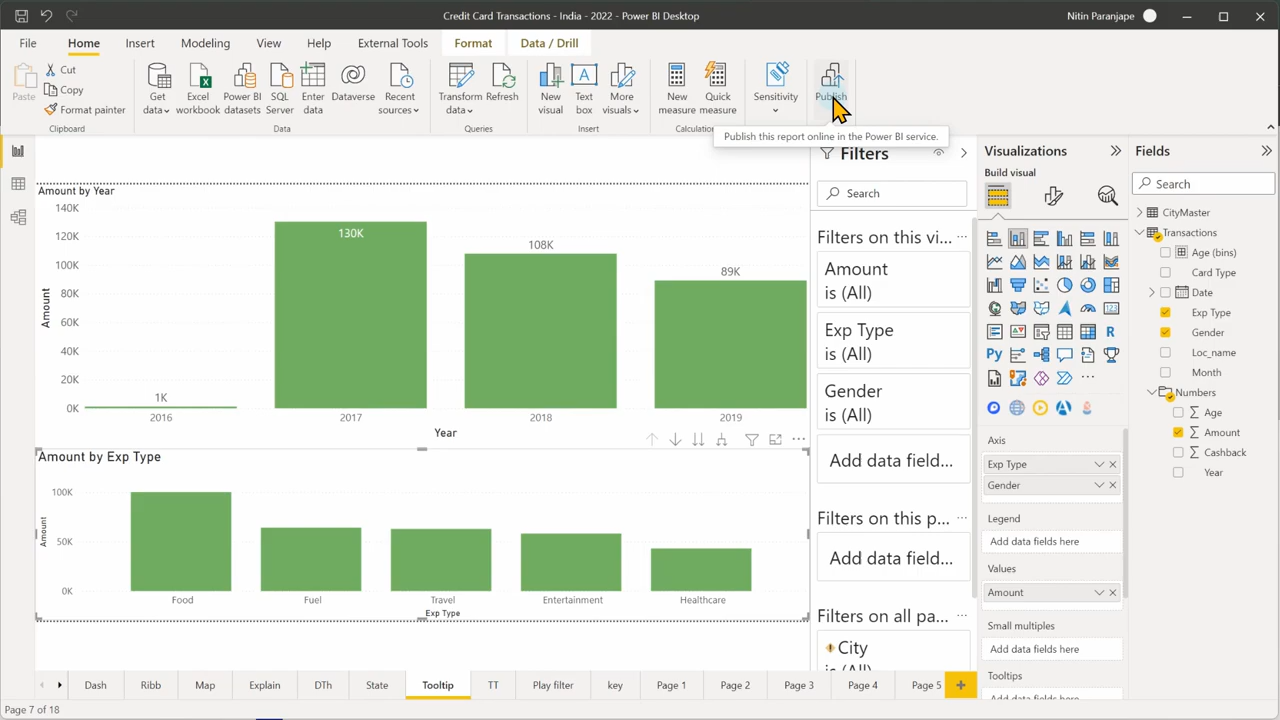 Credit Card Transactions - India - 2022 - Power BI Desktop
Nitin Paranjape
File Home Insert Modeling View Help External Tools Format Data / Drill
Paste
Cut
Copy
Format painter
Clipboard
Get data
Excel workbook
Power BI datasets
SQL Server
Enter data
Dataverse
Recent sources
Data
Transform data
Refresh
Queries
New visual
Text box
More visuals
Insert
New measure
Quick measure
Sensitivity
Publish
Publish this report online in the Power BI service.
Amount by Year
140K
120K
100K
80K
60K
40K
20K
0K
Amount
1K
130K
108K
89K
2016 2017 2018 2019
Year
Amount by Exp Type
100K
50K
0K
Amount
Food Fuel Travel Entertainment Healthcare
Exp Type
Filters
Search
Filters on this vi...
Amount
is (All)
Exp Type
is (All)
Gender
is (All)
Add data field...
Filters on this p...
Add data field...
Filters on all pa...
City
Visualizations
Build visual
R
Py
123
Axis
Exp Type
Gender
Legend
Add data fields here
Values
Amount
Small multiples
Add data fields here
Tooltips
Fields
Search
CityMaster
Transactions
Age (bins)
Card Type
Date
Exp Type
Gender
Loc_name
Month
Numbers
Age
Amount
Cashback
Year
Dash Ribb Map Explain DTh State Tooltip TT Play filter key Page 1 Page 2 Page 3 Page 4 Page 5
Page 7 of 18